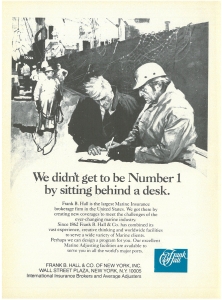 We didn't get to be Number 1
by sitting behind a desk.
Frank B. Hall is the largest Marine Insurance
brokerage firm in the United States. We got there by
creating new coverages to meet the challenges of the
ever-changing marine industry.
Since 1862 Frank B. Hall & Co. has combined its
vast experience, creative thinking and worldwide facilities
to serve a wide variety of Marine clients.
Perhaps we can design a program for you. Our excellent
Marine Adjusting facilities are available to
serve you in all the world's major ports.
Frank
Hall
FRANK B. HALL & CO. OF NEW YORK, INC.
WALL STREET PLAZA, NEW YORK, N.Y. 10005
International Insurance Brokers and Average Adjusters